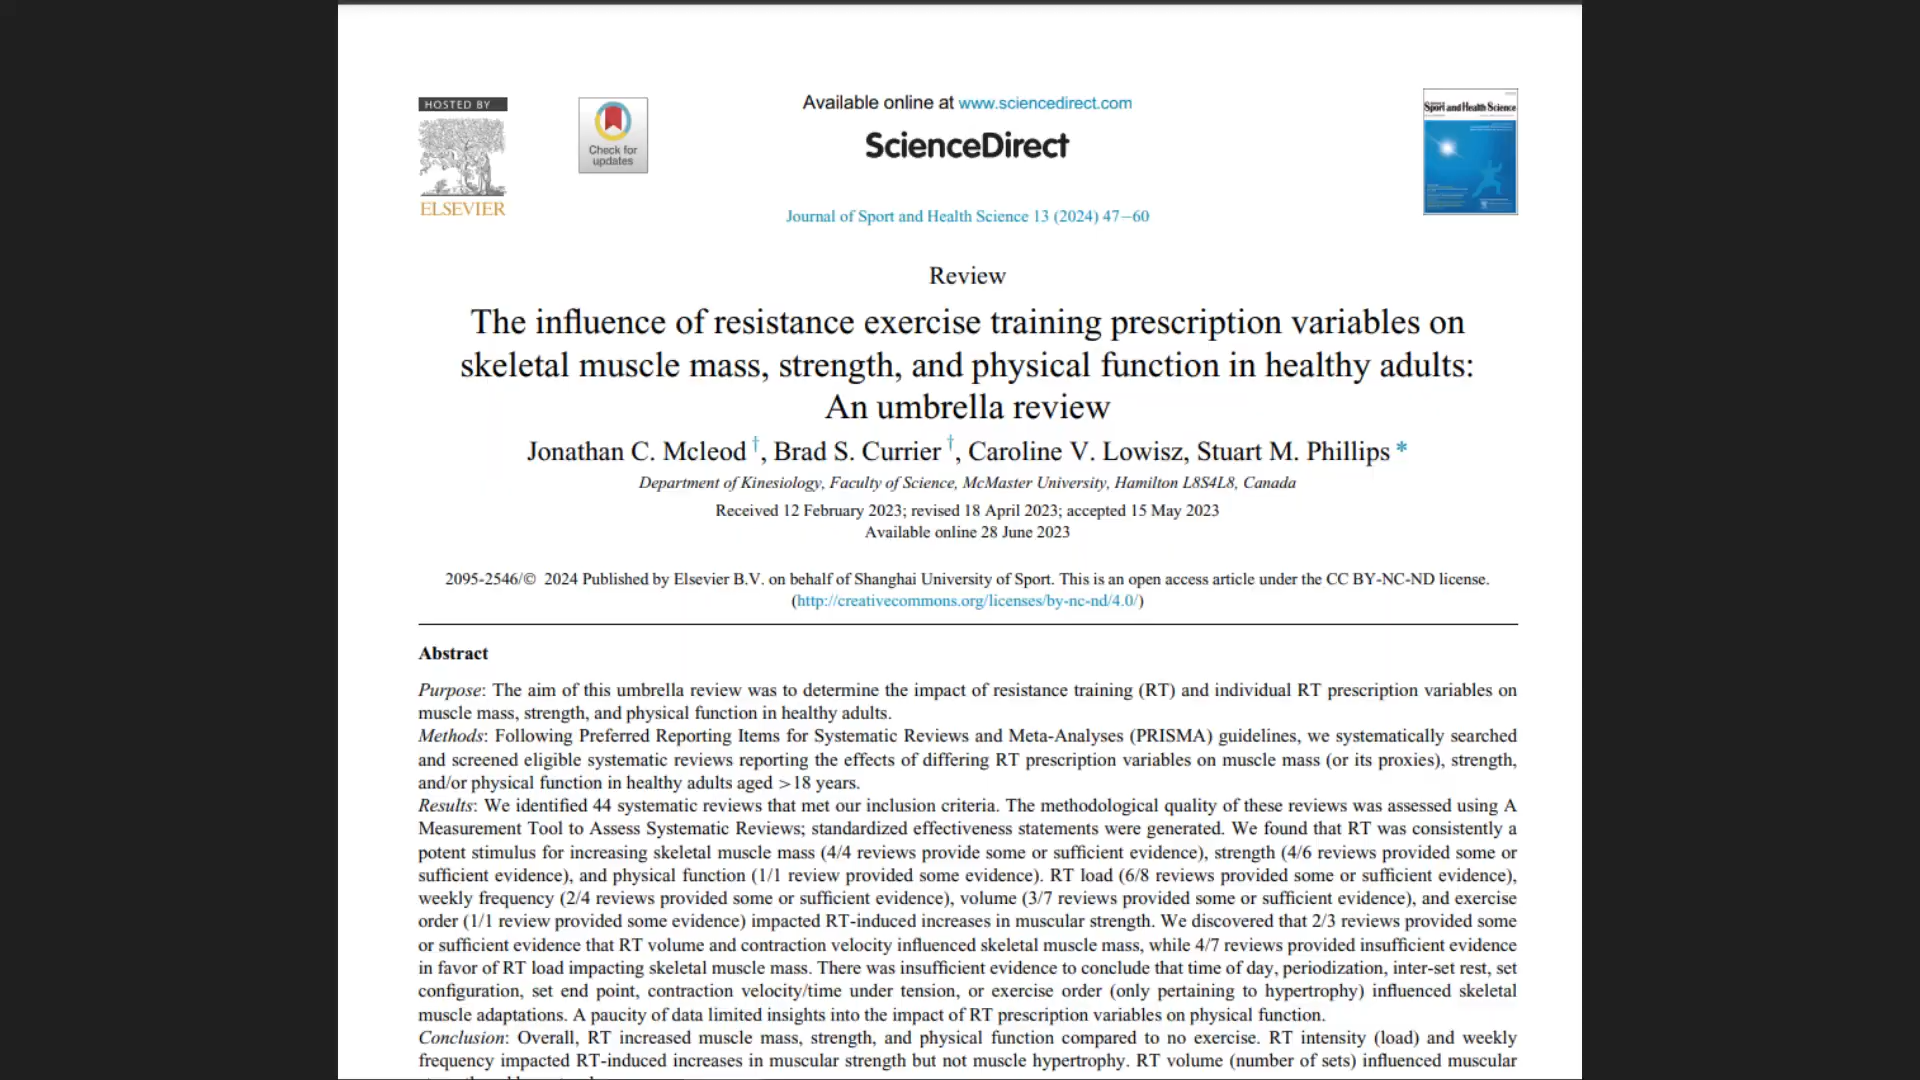 HOSTED BY
ELSEVIER
Check for
updates
Available online at www.sciencedirect.com
ScienceDirect
Journal of Sport and Health Science 13 (2024) 47−60
Sport and Health Science
Review
The influence of resistance exercise training prescription variables on
skeletal muscle mass, strength, and physical function in healthy adults:
An umbrella review
Jonathan C. Mcleod †, Brad S. Currier †, Caroline V. Lowisz, Stuart M. Phillips *
Department of Kinesiology, Faculty of Science, McMaster University, Hamilton L8S4L8, Canada
Received 12 February 2023; revised 18 April 2023; accepted 15 May 2023
Available online 28 June 2023
2095-2546/© 2024 Published by Elsevier B.V. on behalf of Shanghai University of Sport. This is an open access article under the CC BY-NC-ND license.
(http://creativecommons.org/licenses/by-nc-nd/4.0/)
Abstract
Purpose: The aim of this umbrella review was to determine the impact of resistance training (RT) and individual RT prescription variables on
muscle mass, strength, and physical function in healthy adults.
Methods: Following Preferred Reporting Items for Systematic Reviews and Meta-Analyses (PRISMA) guidelines, we systematically searched
and screened eligible systematic reviews reporting the effects of differing RT prescription variables on muscle mass (or its proxies), strength,
and/or physical function in healthy adults aged >18 years.
Results: We identified 44 systematic reviews that met our inclusion criteria. The methodological quality of these reviews was assessed using A
Measurement Tool to Assess Systematic Reviews; standardized effectiveness statements were generated. We found that RT was consistently a
potent stimulus for increasing skeletal muscle mass (4/4 reviews provide some or sufficient evidence), strength (4/6 reviews provided some or
sufficient evidence), and physical function (1/1 review provided some evidence). RT load (6/8 reviews provided some or sufficient evidence),
weekly frequency (2/4 reviews provided some or sufficient evidence), volume (3/7 reviews provided some or sufficient evidence), and exercise
order (1/1 review provided some evidence) impacted RT-induced increases in muscular strength. We discovered that 2/3 reviews provided some
or sufficient evidence that RT volume and contraction velocity influenced skeletal muscle mass, while 4/7 reviews provided insufficient evidence
in favor of RT load impacting skeletal muscle mass. There was insufficient evidence to conclude that time of day, periodization, inter-set rest, set
configuration, set end point, contraction velocity/time under tension, or exercise order (only pertaining to hypertrophy) influenced skeletal
muscle adaptations. A paucity of data limited insights into the impact of RT prescription variables on physical function.
Conclusion: Overall, RT increased muscle mass, strength, and physical function compared to no exercise. RT intensity (load) and weekly
frequency impacted RT-induced increases in muscular strength but not muscle hypertrophy. RT volume (number of sets) influenced muscular